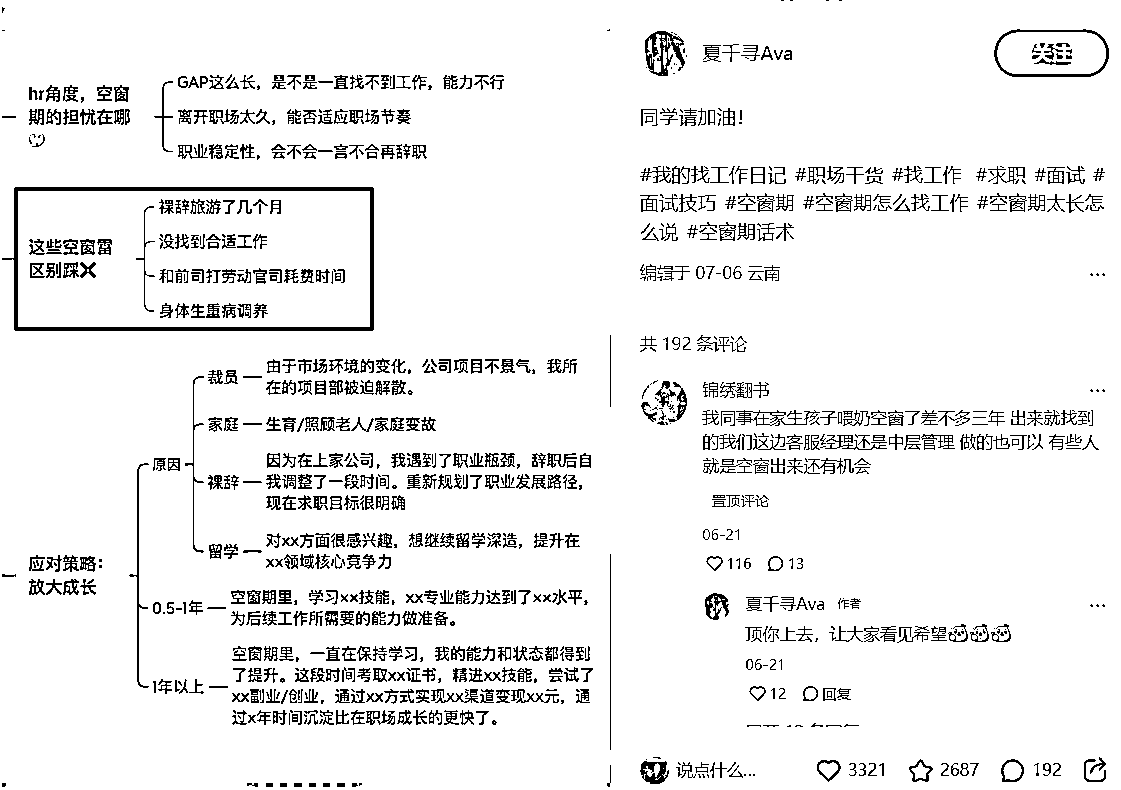 hr角度，空窗
期的担忧在哪
GAP这么长，是不是一直找不到工作，能力不行
离开职场太久，能否适应职场节奏
职业稳定性，会不会一言不合再辞职
这些空窗雷
区别踩❌
裸辞旅游了几个月
没找到合适工作
和前司打劳动官司耗费时间
身体生重病调养
应对策略：
放大成长
原因
裁员
由于市场环境的变化，公司项目不景气，我所
在的项目部被迫解散。
家庭
生育/照顾老人/家庭变故
裸辞
因为在上家公司，我遇到了职业瓶颈，辞职后自
我调整了一段时间。重新规划了职业发展路径，
现在求职目标很明确
留学
对xx方面很感兴趣，想继续留学深造，提升在
xx领域核心竞争力
0.5-1年
空窗期里，学习xx技能，xx专业能力达到了xx水平，
为后续工作所需要的能力做准备。
1年以上
空窗期里，一直在保持学习，我的能力和状态都得到
了提升。这段时间考取xx证书，精进xx技能，尝试了
xx副业/创业，通过xx方式实现xx渠道变现xx元，通
过x年时间沉淀比在职场成长的更快了。
夏千寻Ava
关注
同学请加油！
#我的找工作日记 #职场干货 #找工作 #求职 #面试 #
面试技巧 #空窗期 #空窗期怎么找工作 #空窗期太长怎
么说 #空窗期话术
编辑于 07-06 云南
共 192 条评论
锦绣翻书
我同事在家生孩子喂奶空窗了差不多三年 出来就找到
的我们这边客服经理还是中层管理 做的也可以 有些人
就是空窗出来还有机会
置顶评论
06-21
116 13
夏千寻Ava 作者
顶你上去，让大家看见希望
06-21
12 回复
说点什么... 3321 2687 192